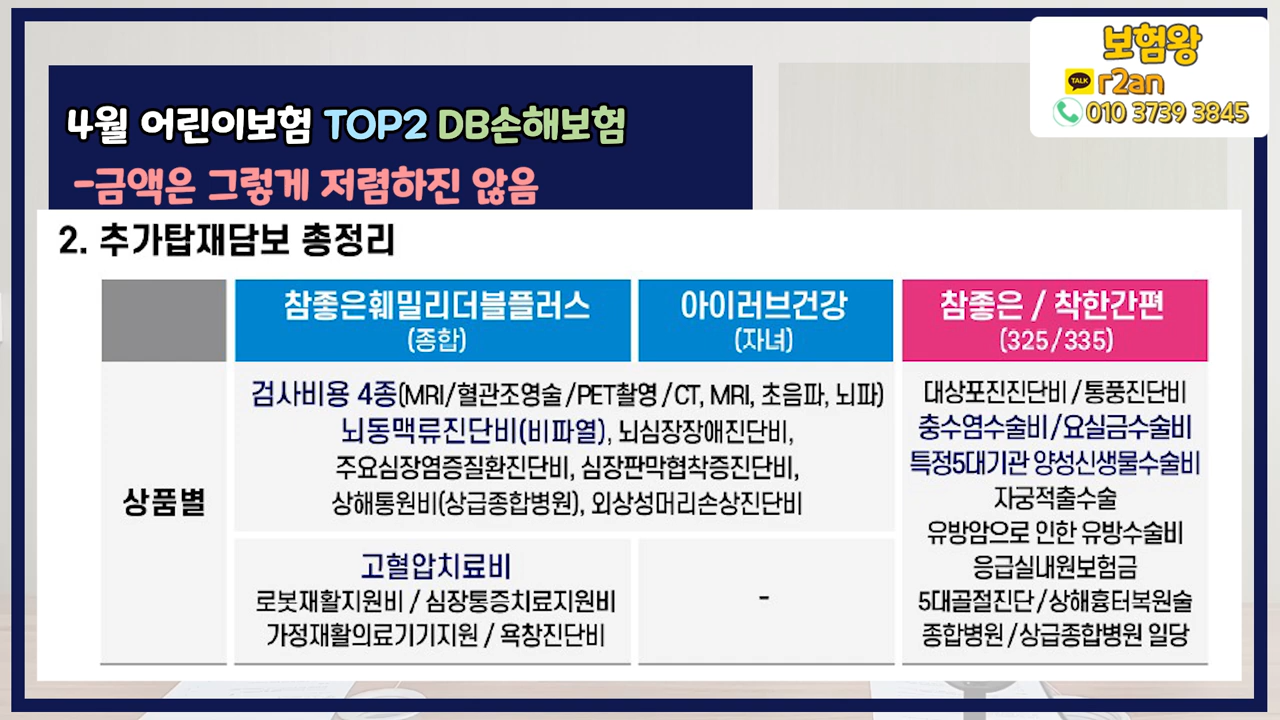 보험왕
TALK r2an
010 3739 3845
4월 어린이보험 TOP2 DB손해보험
-금액은 그렇게 저렴하진 않음
2. 추가탑재담보 총정리
참좋은훼밀리더블플러스
(종합)
아이러브건강
(자녀)
참좋은 / 착한간편
(325/335)
상품별
검사비용 4종(MRI/혈관조영술/PET촬영/CT, MRI, 초음파, 뇌파)
뇌동맥류진단비(비파열), 뇌심장장애진단비,
주요심장염증질환진단비, 심장판막협착증진단비,
상해통원비(상급종합병원), 외상성머리손상진단비
고혈압치료비
로봇재활지원비 / 심장통증치료지원비
가정재활의료기기지원 / 욕창진단비
-
대상포진진단비/통풍진단비
충수염수술비/요실금수술비
특정5대기관 양성신생물수술비
자궁적출수술
유방암으로 인한 유방수술비
응급실내원보험금
5대골절진단/상해흉터복원술
종합병원/상급종합병원 일당